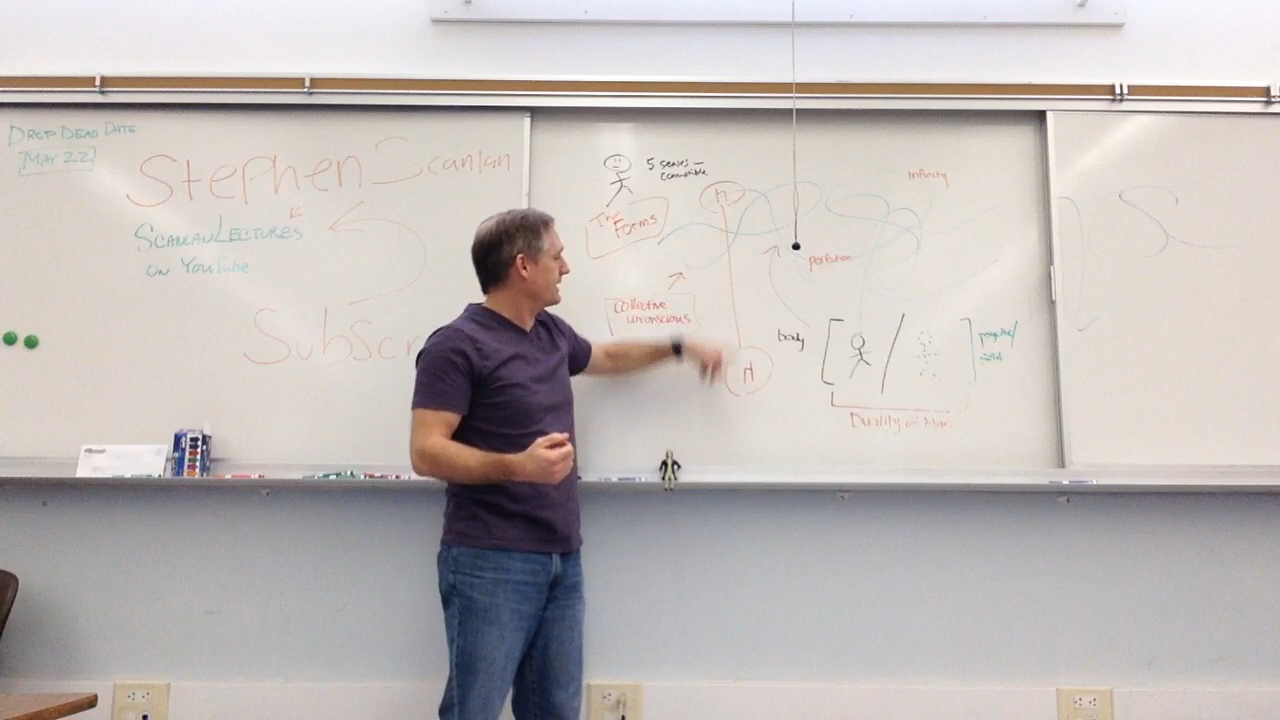 DROP DEAD DATE
MAY 22
Stephen Scanlan
SCANLANLECTURES
ON YouTube
Subscr
5 senses –
The
Forms
infinity
perfection
collective
unconscious
body
Duality of Man